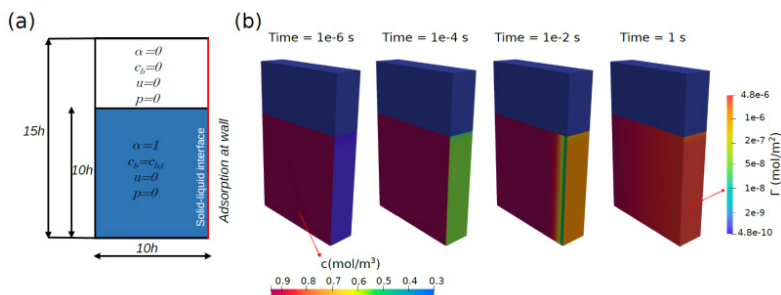 (a)
α=0
c_b=0
u=0
p=0
15h
10h
α=1
c_b=c_b,t
u=0
p=0
Solid-liquid interface
Adsorption at wall
10h
(b)
Time = 1e-6 s
Time = 1e-4 s
Time = 1e-2 s
Time = 1 s
c(mol/m³)
0.9 0.8 0.7 0.6 0.5 0.4 0.3
4.8e-6
1e-6
2e-7
5e-8
1e-8
2e-9
4.8e-10
Γ (mol/m²)